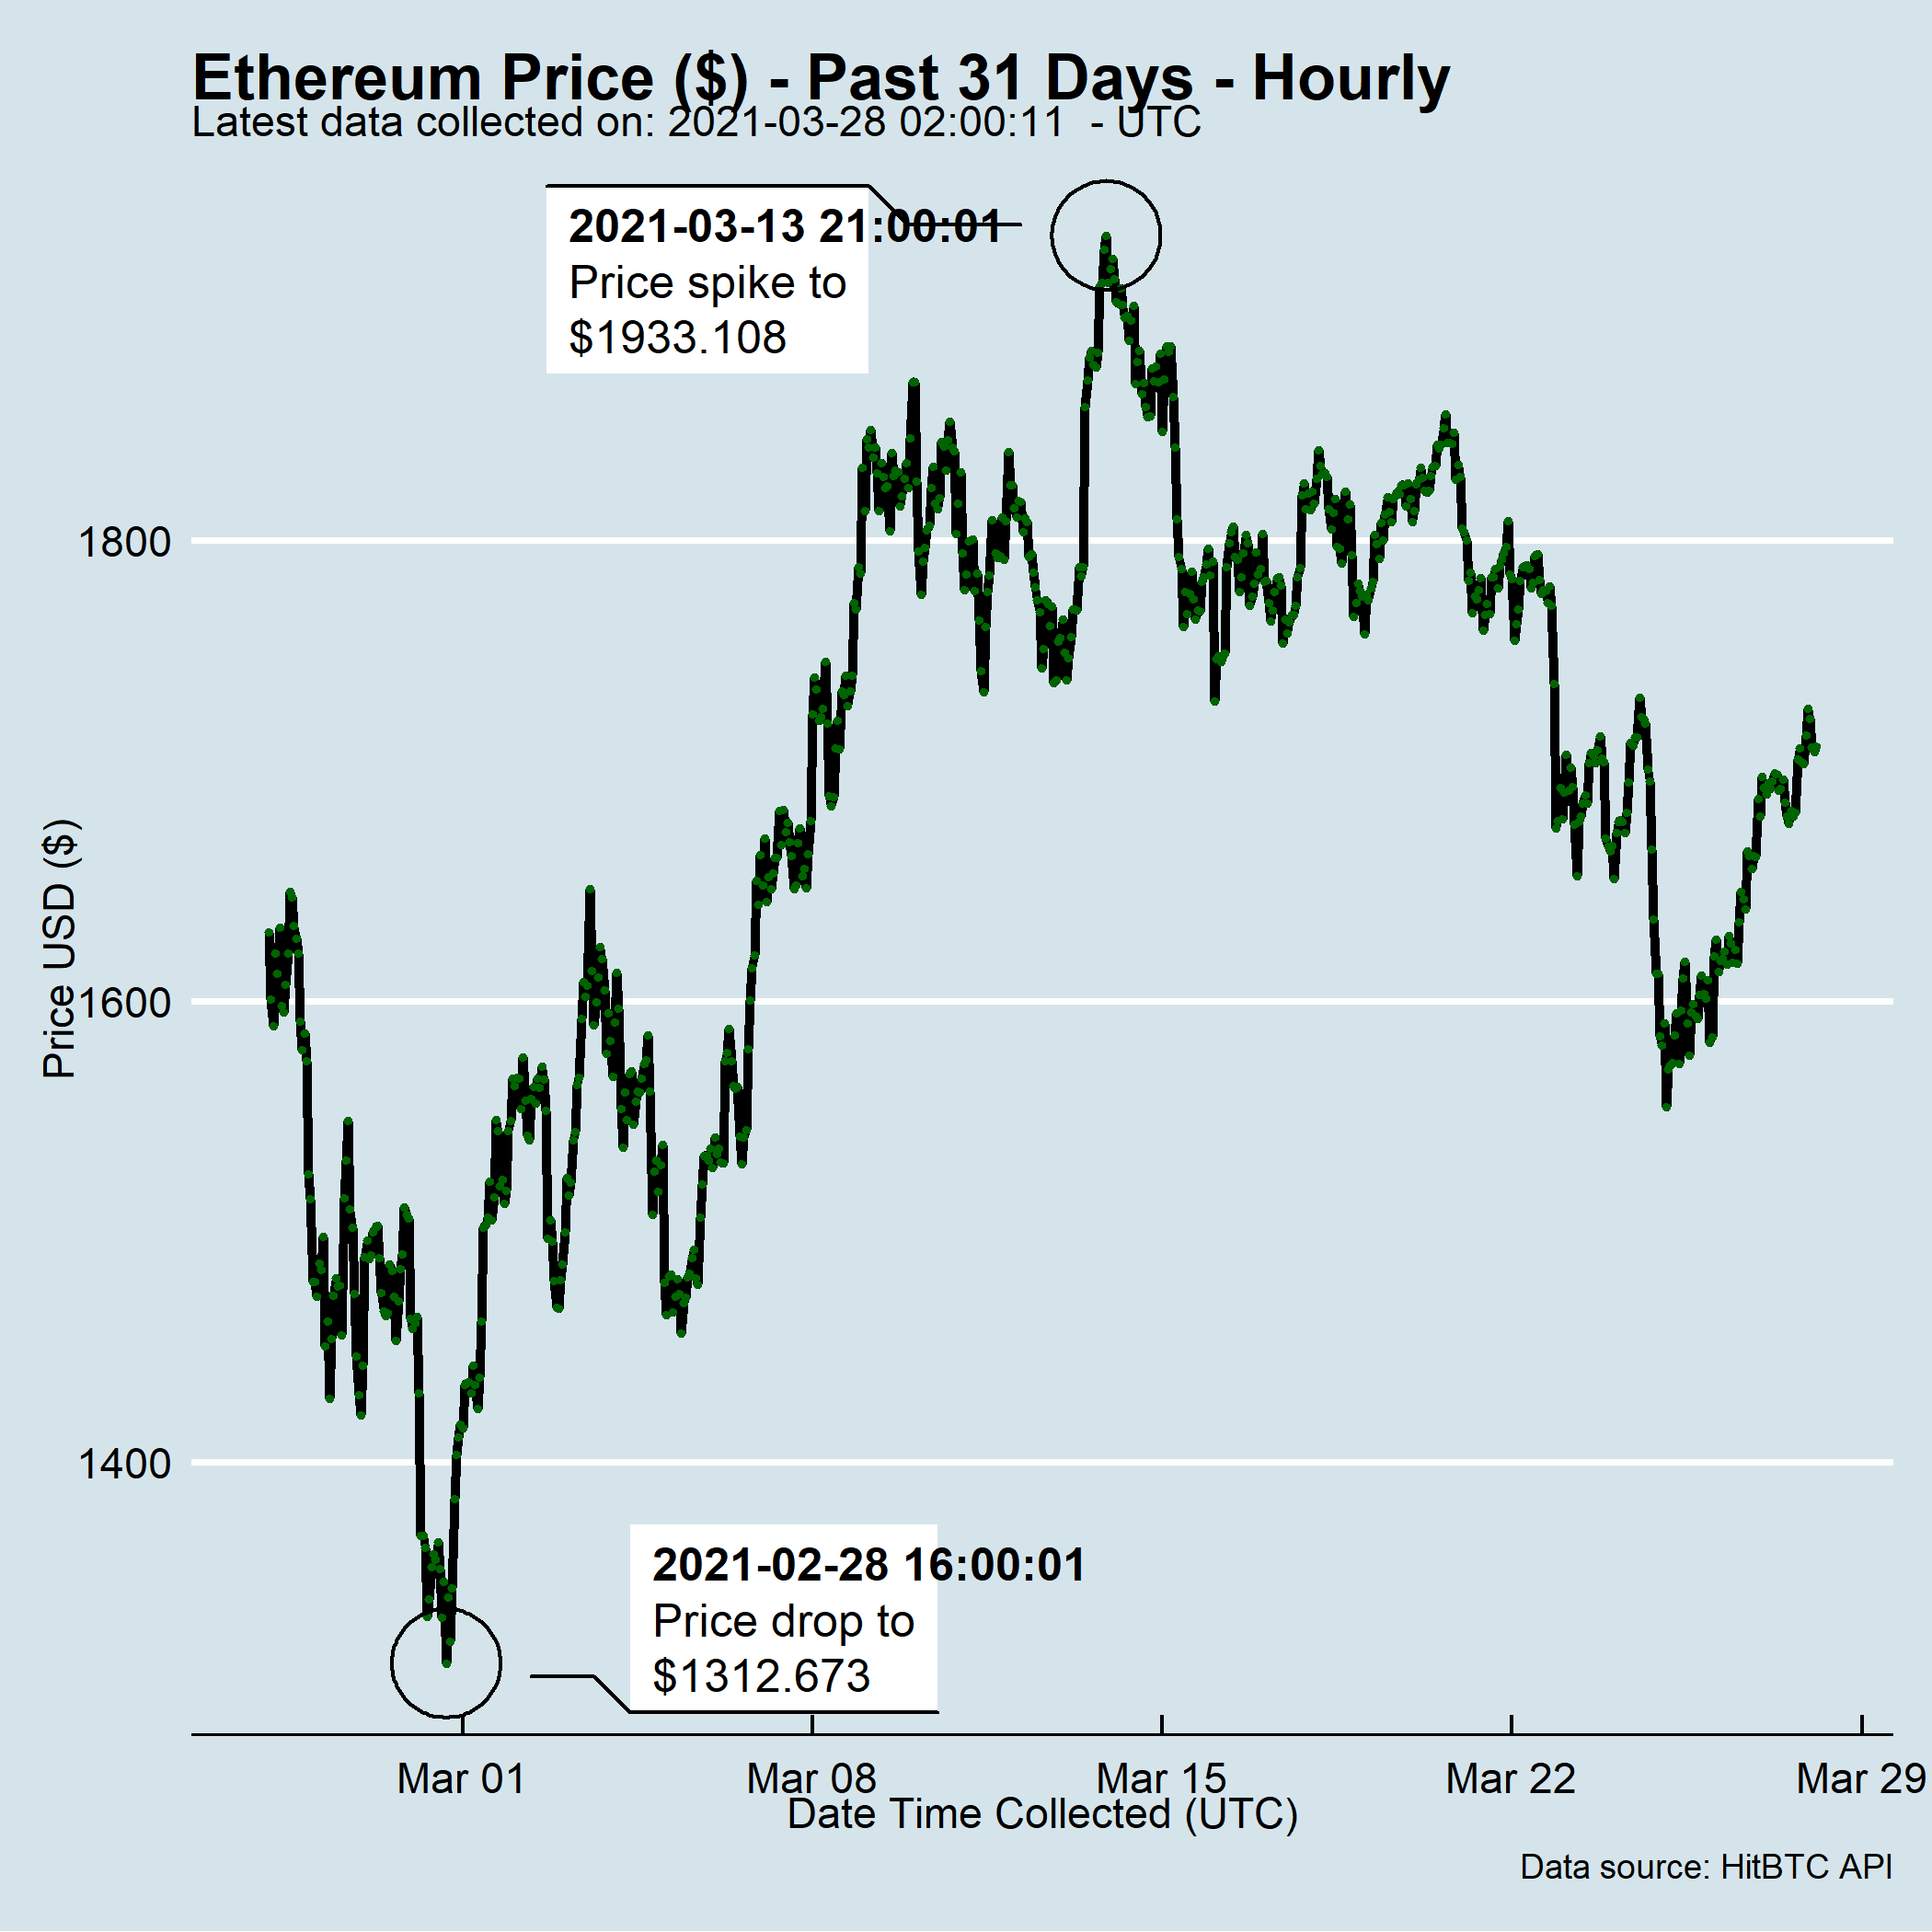 Ethereum Price ($) - Past 31 Days - Hourly
Latest data collected on: 2021-03-28 02:00:11  - UTC
2021-03-13 21:00:01
Price spike to
$1933.108
1800
1600
1400
Price USD ($)
2021-02-28 16:00:01
Price drop to
$1312.673
Mar 01
Mar 08
Mar 15
Mar 22
Mar 29
Date Time Collected (UTC)
Data source: HitBTC API